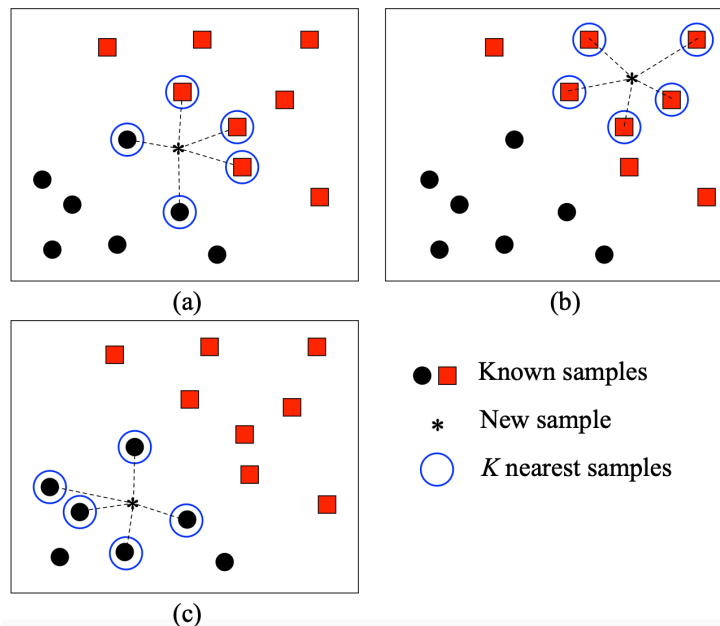 (a)
(b)
Known samples
* New sample
K nearest samples
(c)